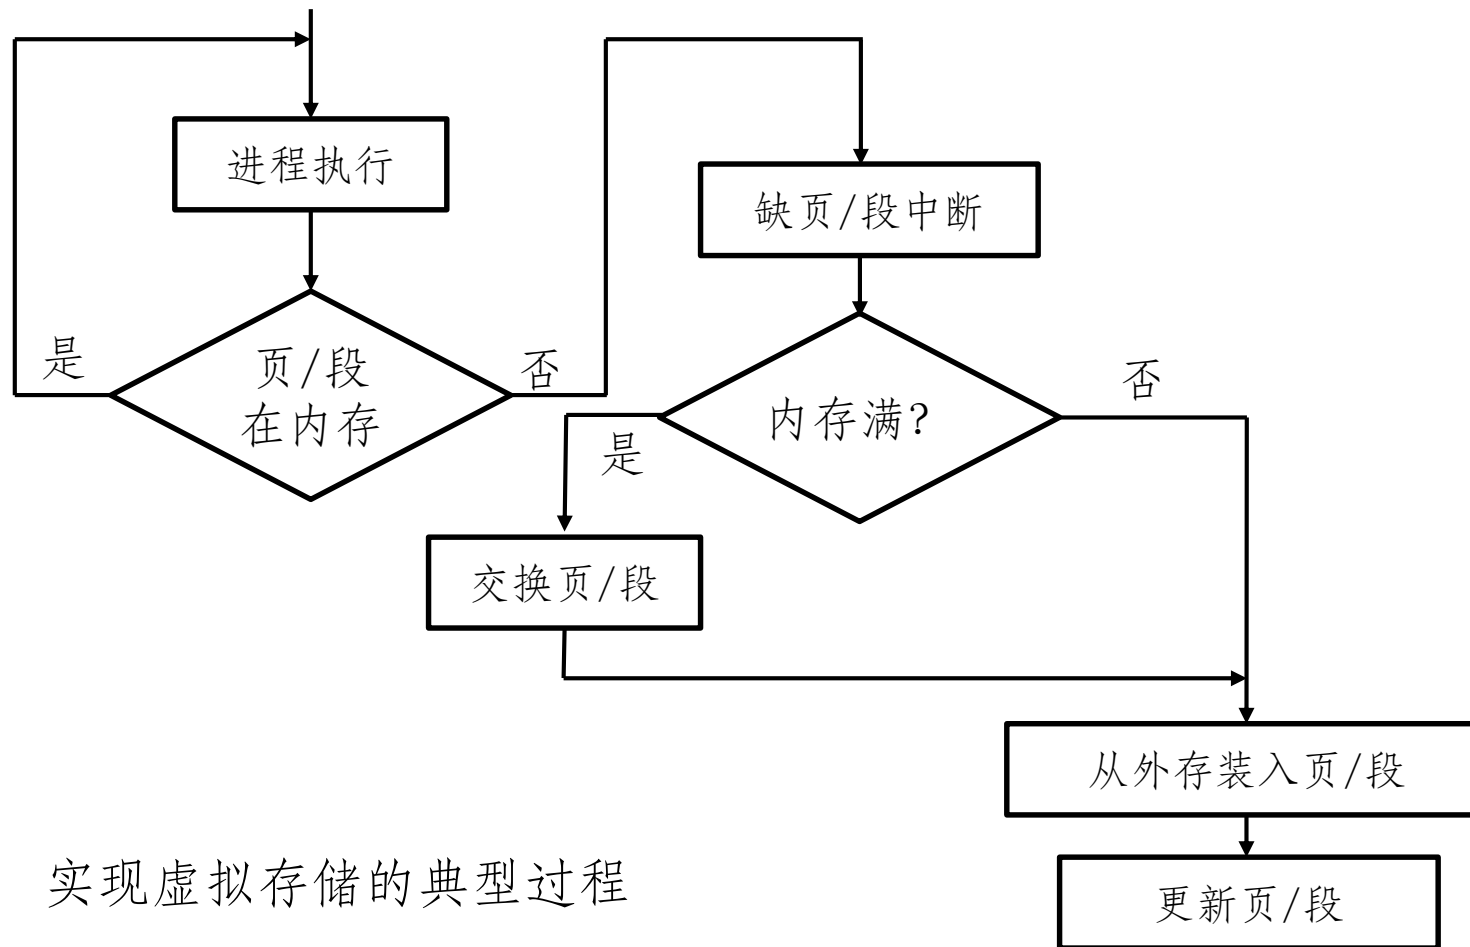 进程执行
缺页/段中断
是
页/段
在内存
否
内存满?
否
是
交换页/段
从外存装入页/段
更新页/段
实现虚拟存储的典型过程